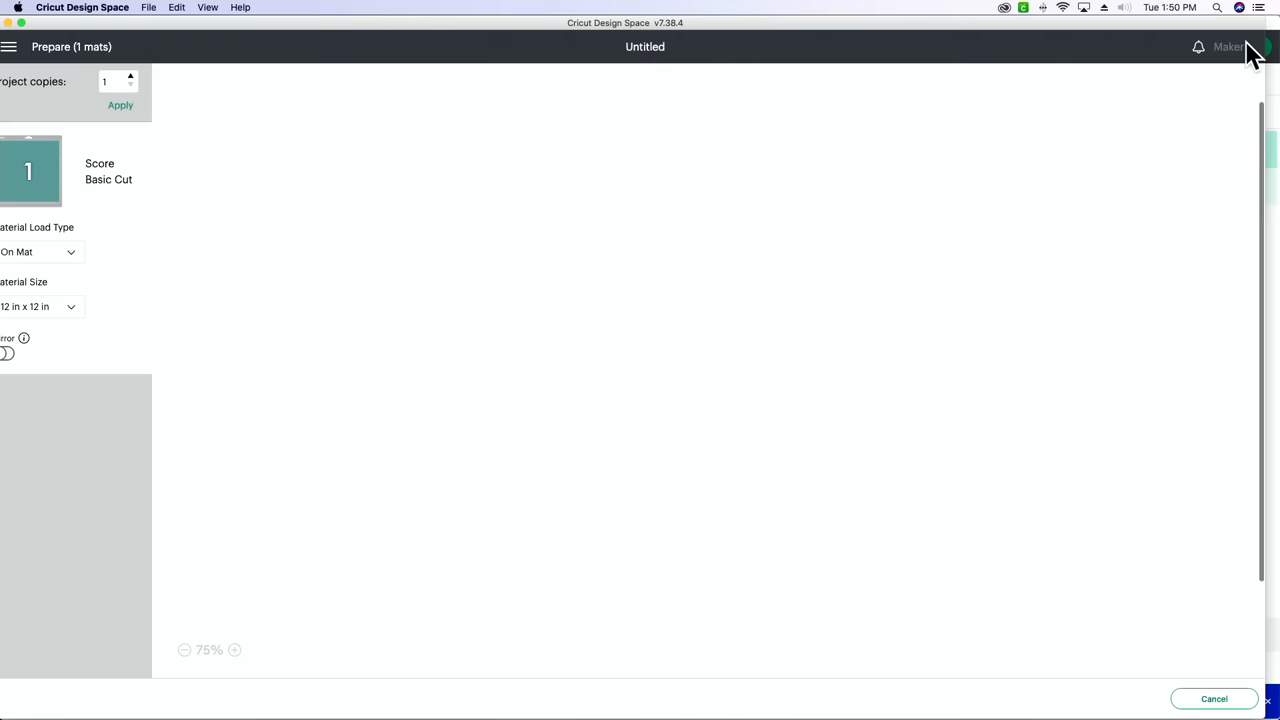 Cricut Design Space File Edit View Help Tue 1:50 PM
Cricut Design Space v7.38.4
Prepare (1 mats) Untitled Maker
roject copies: 1
Apply
1
Score
Basic Cut
aterial Load Type
On Mat
aterial Size
12 in x 12 in
irror
75%
Cancel